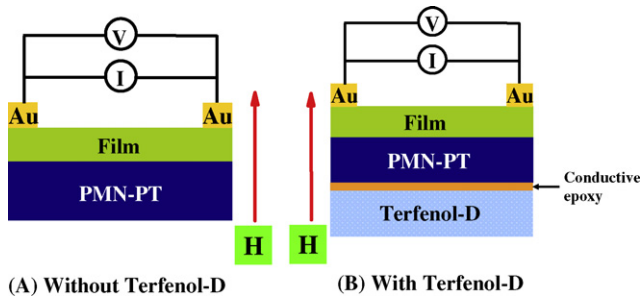 V
I
Au
Au
Film
PMN-PT
H
(A) Without Terfenol-D
V
I
Au
Au
Film
PMN-PT
Conductive
epoxy
Terfenol-D
H
(B) With Terfenol-D